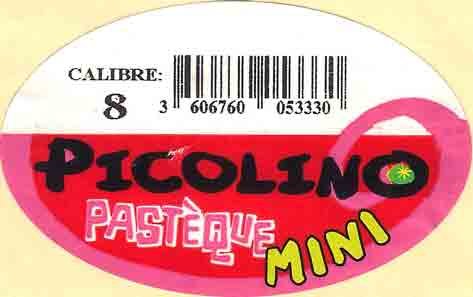 CALIBRE:
8
3 606760 053330
PICOLINO
PASTÈQUE
MINI